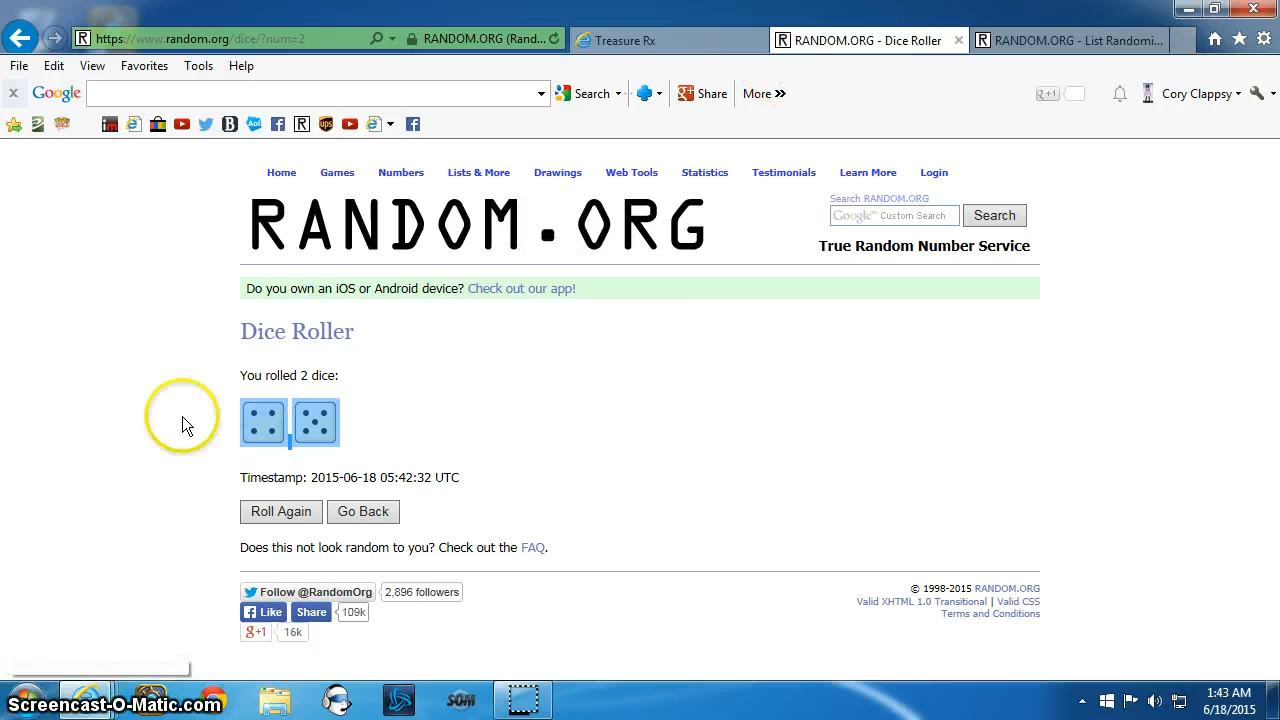 https://www.random.org/dice/?num=2
RANDOM.ORG (Rand...
Treasure Rx
RANDOM.ORG - Dice Roller
RANDOM.ORG - List Randomi...
File Edit View Favorites Tools Help
Google
Search
Share
More
g+1
Cory Clappsy
Home Games Numbers Lists & More Drawings Web Tools Statistics Testimonials Learn More Login
RANDOM.ORG
Search RANDOM.ORG
Google™ Custom Search
Search
True Random Number Service
Do you own an iOS or Android device? Check out our app!
Dice Roller
You rolled 2 dice:
Timestamp: 2015-06-18 05:42:32 UTC
Roll Again
Go Back
Does this not look random to you? Check out the FAQ.
Follow @RandomOrg
2,896 followers
Like
Share
109k
g+1
16k
© 1998-2015 RANDOM.ORG
Valid XHTML 1.0 Transitional | Valid CSS
Terms and Conditions
SOM
Screencast-O-Matic.com
1:43 AM
6/18/2015